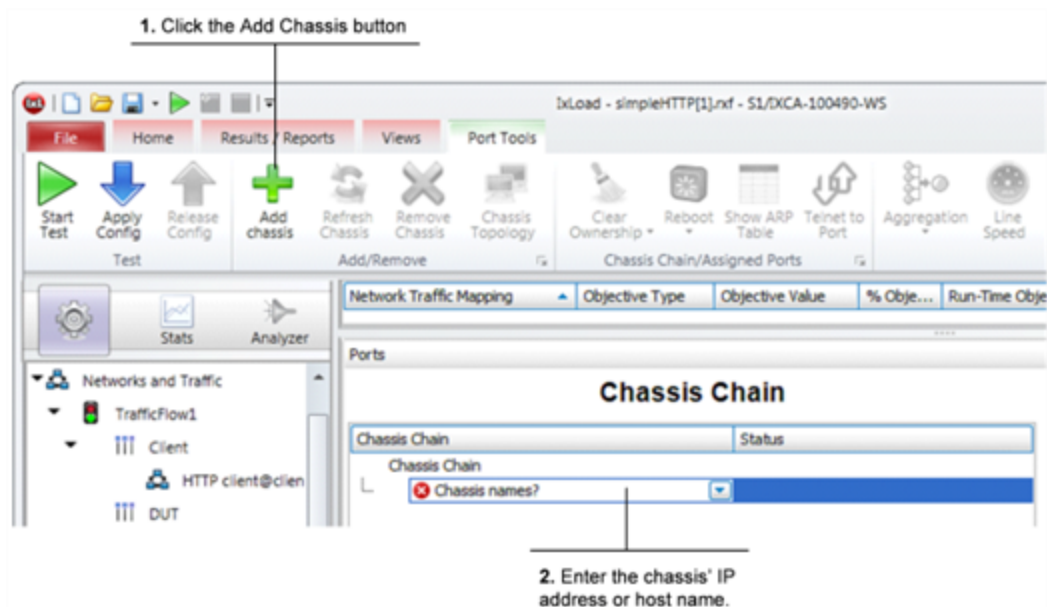 1. Click the Add Chassis button
IxLoad - simpleHTTP[1].rxf - S1/IXCA-100490-WS
File Home Results / Reports Views Port Tools
Start Test
Apply Config
Release Config
Add chassis
Refresh Chassis
Remove Chassis
Chassis Topology
Clear Ownership
Reboot
Show ARP Table
Telnet to Port
Aggregation
Line Speed
Test Add/Remove Chassis Chain/Assigned Ports
Stats Analyzer
Network Traffic Mapping Objective Type Objective Value % Obje... Run-Time Obje
Ports
Networks and Traffic
TrafficFlow1
Client
HTTP client@clien
DUT
Chassis Chain
Chassis Chain Status
Chassis Chain
Chassis names?
2. Enter the chassis' IP
address or host name.